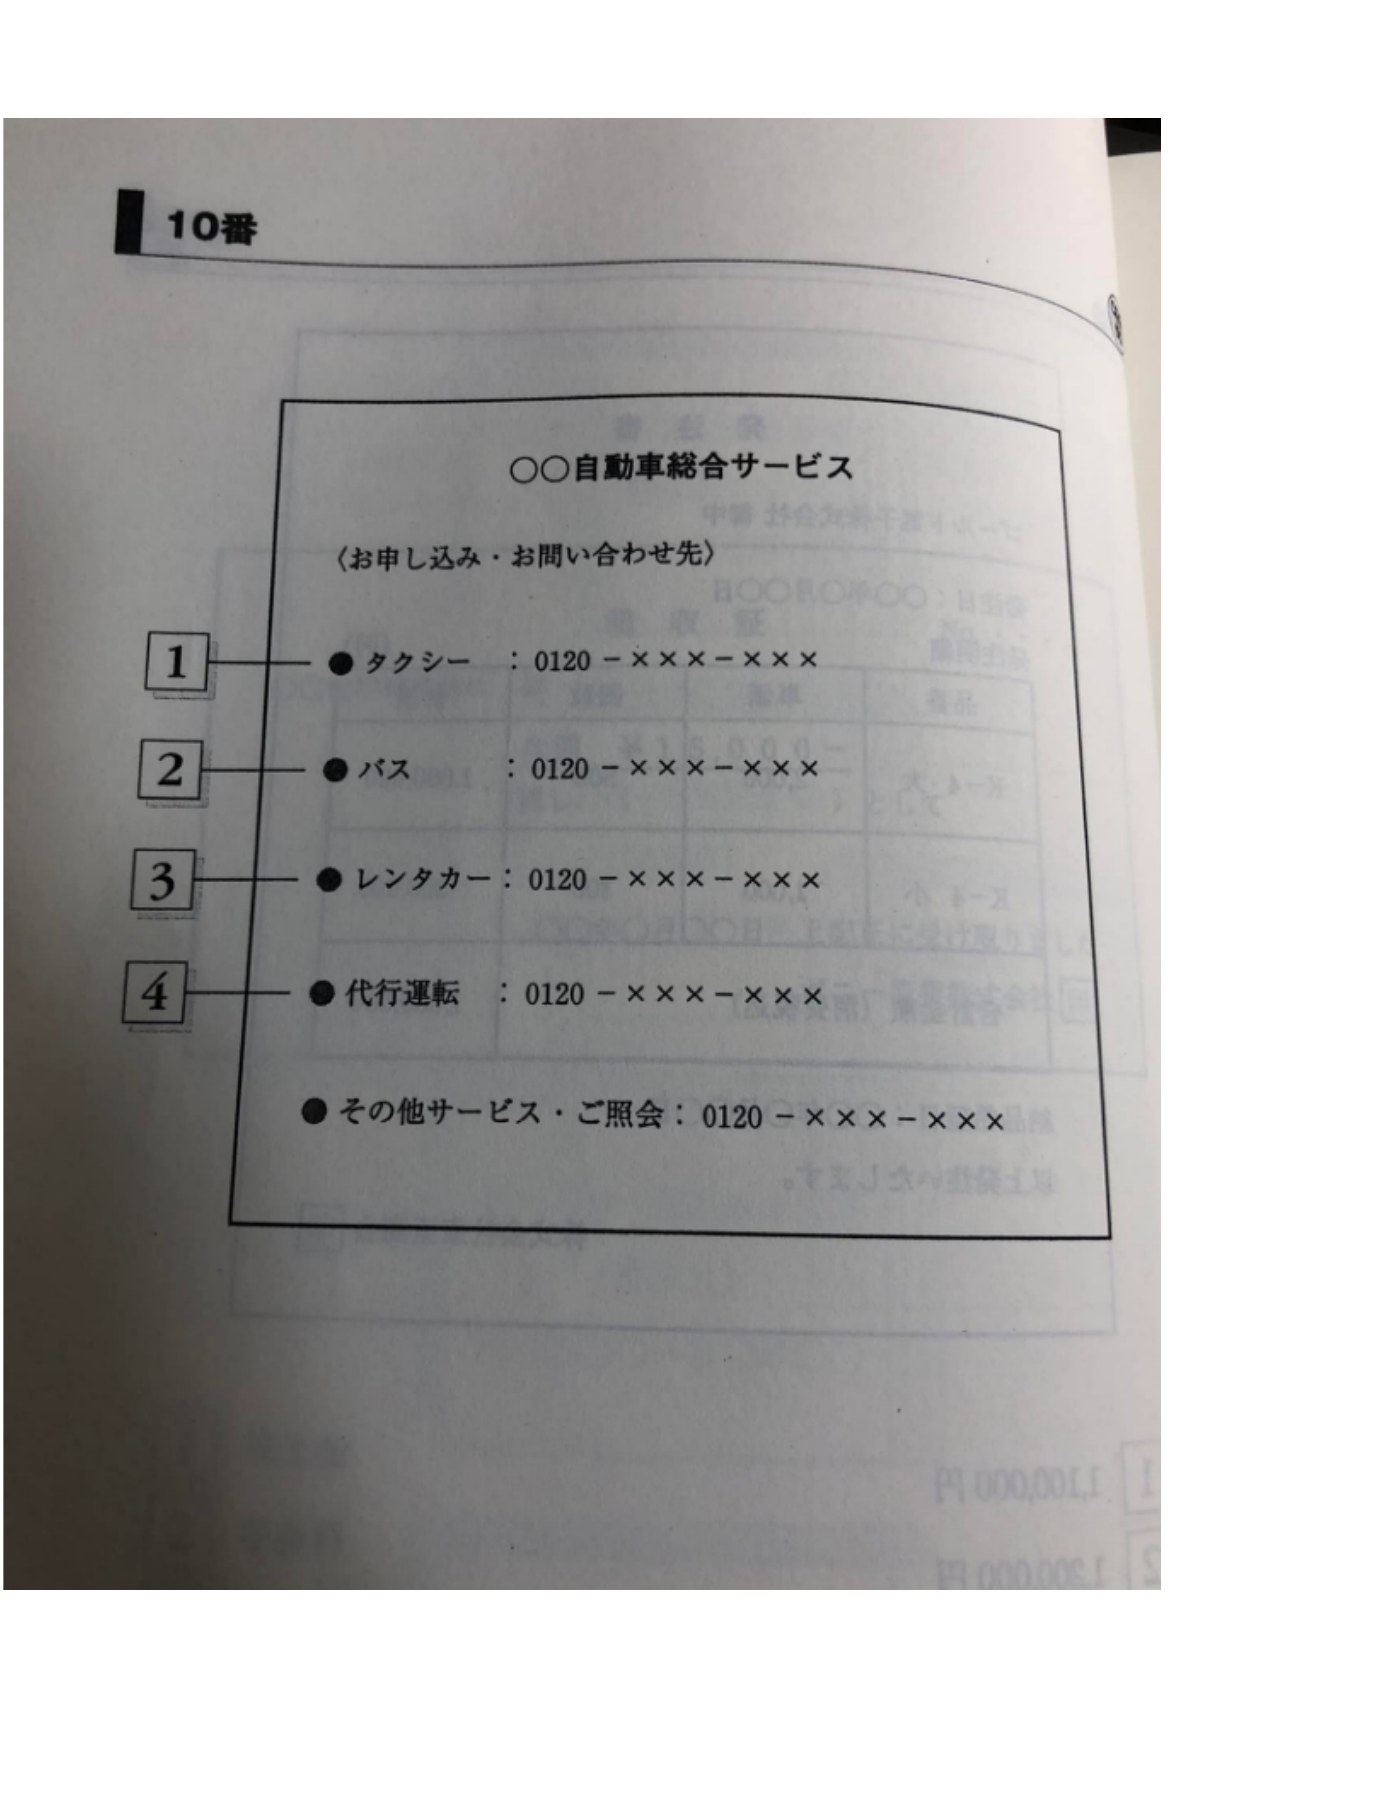 10番
○○自動車総合サービス
〈お申し込み・お問い合わせ先〉
1 ●タクシー ：0120－×××－×××
2 ●バス ：0120－×××－×××
3 ●レンタカー：0120－×××－×××
4 ●代行運転 ：0120－×××－×××
●その他サービス・ご照会：0120－×××－×××